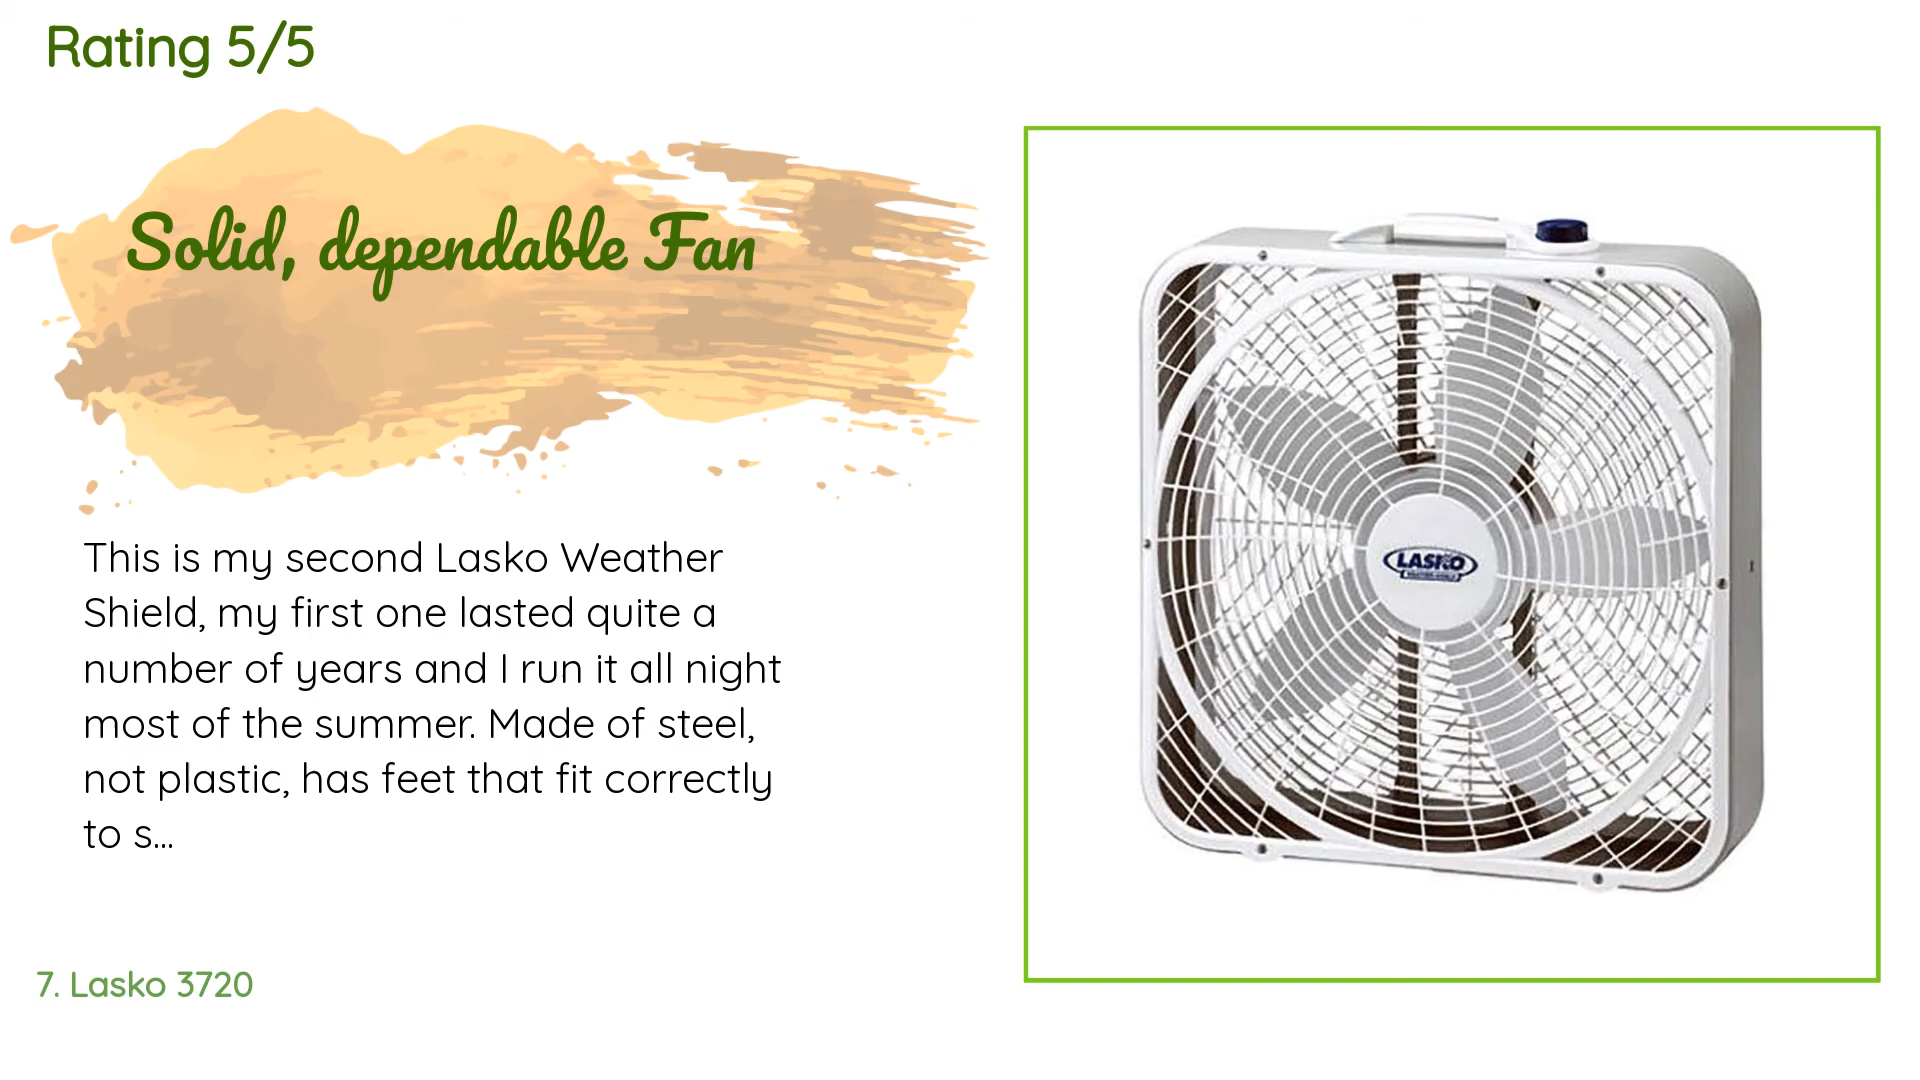 Rating 5/5
Solid, dependable Fan
This is my second Lasko Weather
Shield, my first one lasted quite a
number of years and I run it all night
most of the summer. Made of steel,
not plastic, has feet that fit correctly
to s...
LASKO
7. Lasko 3720